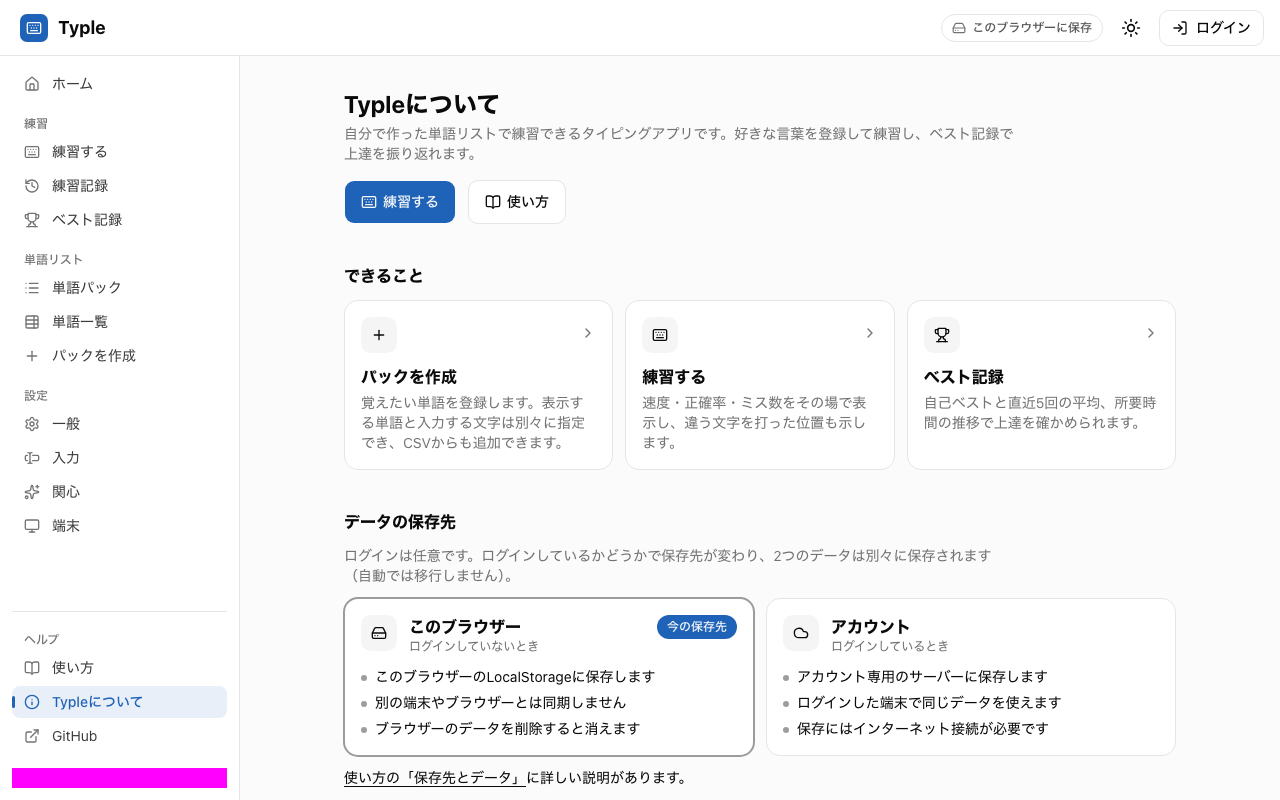 Typle
このブラウザーに保存
ログイン
ホーム
練習
練習する
練習記録
ベスト記録
単語リスト
単語パック
単語一覧
パックを作成
設定
一般
入力
関心
端末
ヘルプ
使い方
Typleについて
GitHub
Typleについて
自分で作った単語リストで練習できるタイピングアプリです。好きな言葉を登録して練習し、ベスト記録で
上達を振り返れます。
練習する
使い方
できること
パックを作成
覚えたい単語を登録します。表示す
る単語と入力する文字は別々に指定
でき、CSVからも追加できます。
練習する
速度・正確率・ミス数をその場で表
示し、違う文字を打った位置も示し
ます。
ベスト記録
自己ベストと直近5回の平均、所要時
間の推移で上達を確かめられます。
データの保存先
ログインは任意です。ログインしているかどうかで保存先が変わり、2つのデータは別々に保存されます
（自動では移行しません）。
このブラウザー
今の保存先
ログインしていないとき
このブラウザーのLocalStorageに保存します
別の端末やブラウザーとは同期しません
ブラウザーのデータを削除すると消えます
アカウント
ログインしているとき
アカウント専用のサーバーに保存します
ログインした端末で同じデータを使えます
保存にはインターネット接続が必要です
使い方の「保存先とデータ」に詳しい説明があります。